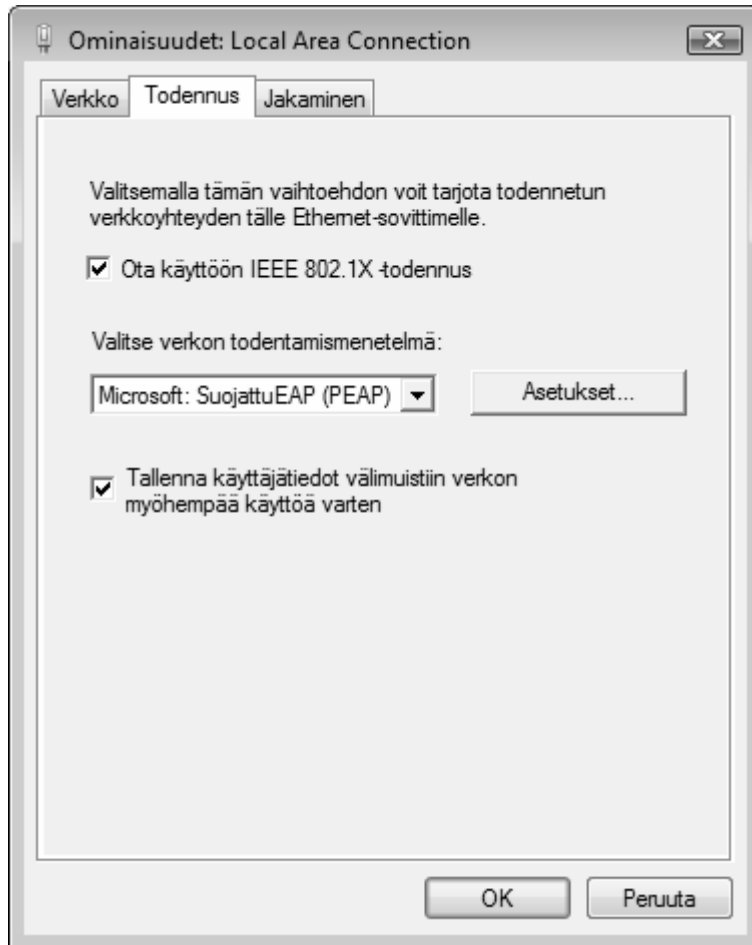 Ominaisuudet: Local Area Connection
Verkko Todennus Jakaminen
Valitsemalla tämän vaihtoehdon voit tarjota todennetun
verkkoyhteyden tälle Ethernet-sovittimelle.
Ota käyttöön IEEE 802.1X -todennus
Valitse verkon todentamismenetelmä:
Microsoft: SuojattuEAP (PEAP) Asetukset...
Tallenna käyttäjätiedot välimuistiin verkon
myöhempää käyttöä varten
OK Peruuta